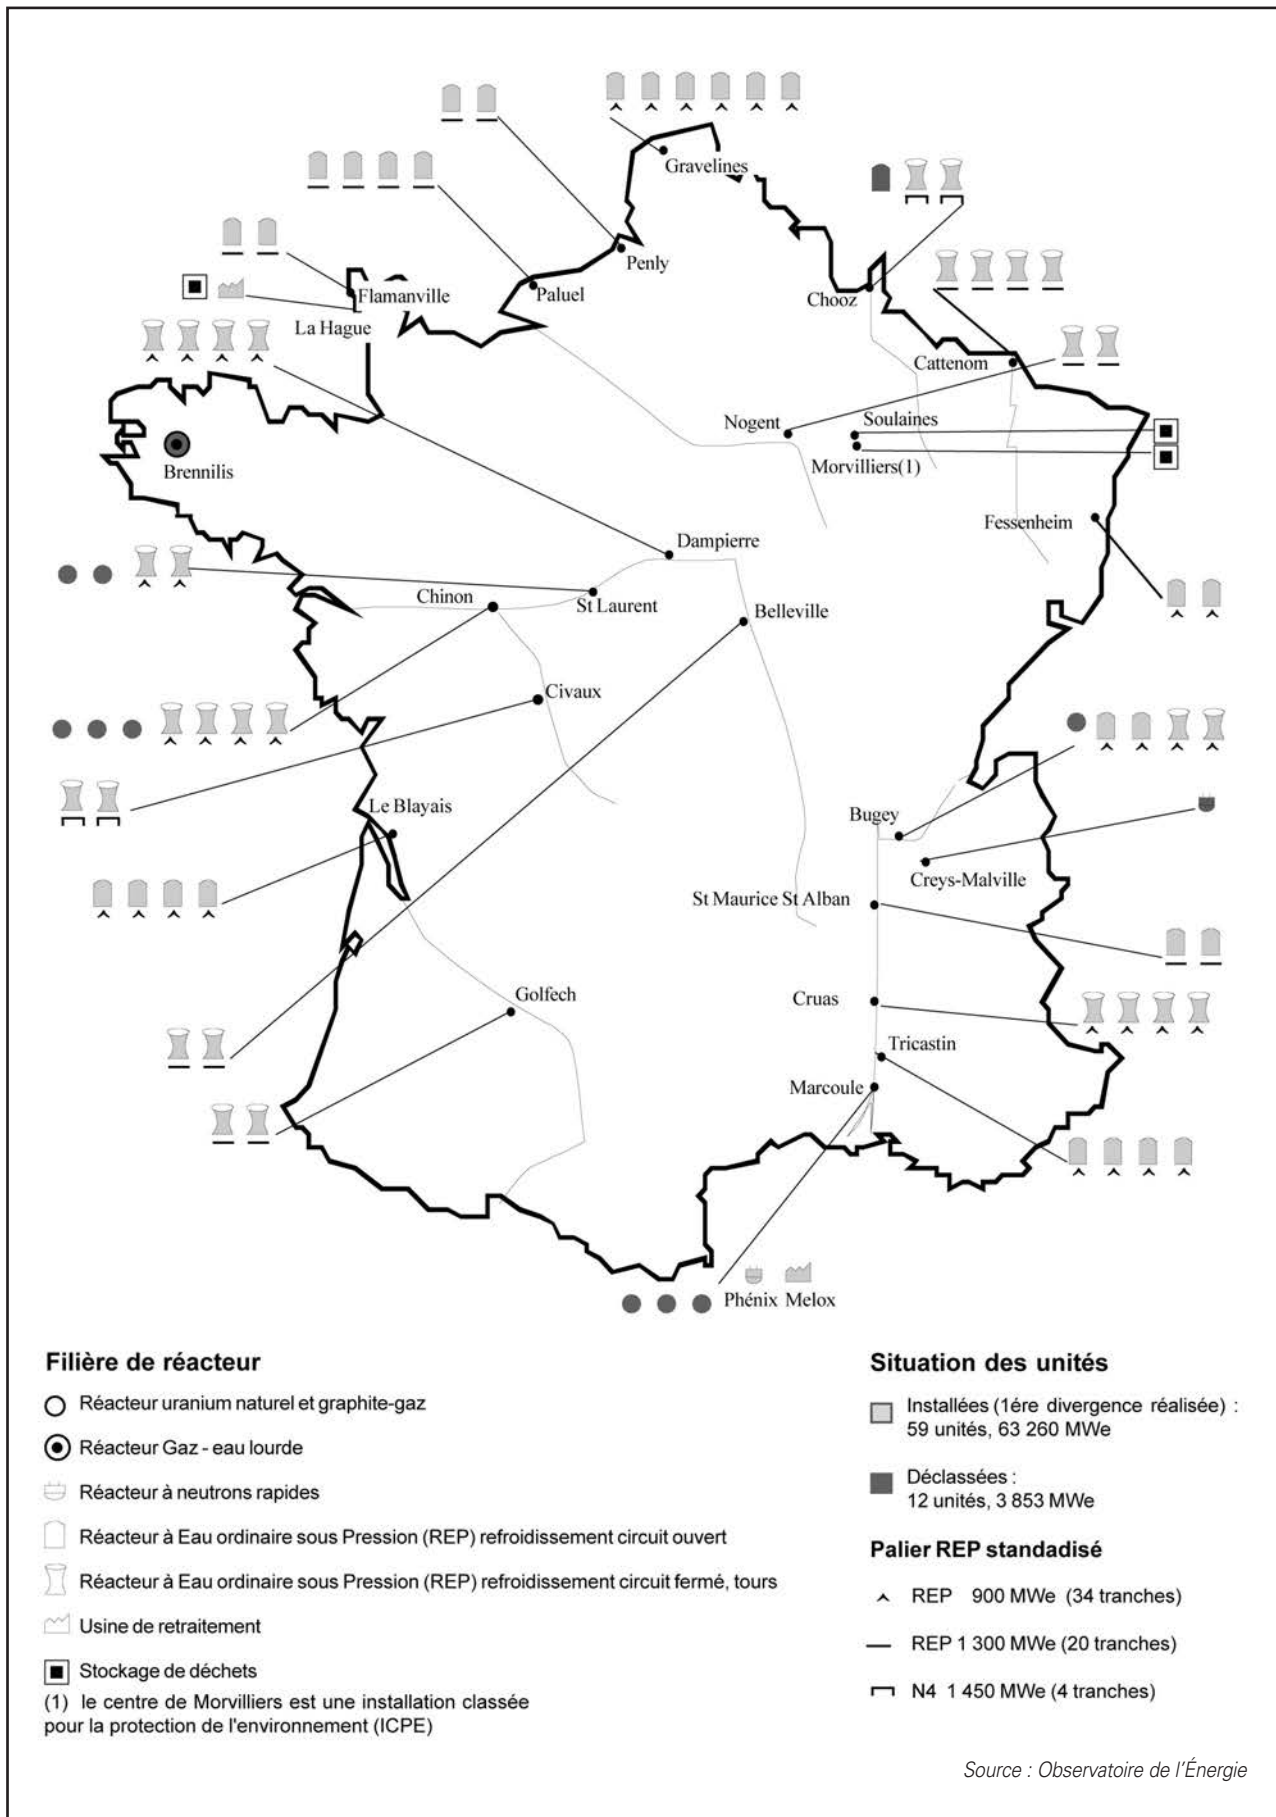 Gravelines
Penly
Paluel
Chooz
Flamanville
La Hague
Cattenom
Nogent
Soulaines
Morvilliers(1)
Brennilis
Fessenheim
Dampierre
Chinon
St Laurent
Belleville
Civaux
Le Blayais
Bugey
Creys-Malville
St Maurice St Alban
Golfech
Cruas
Tricastin
Marcoule
Phénix Melox
Filière de réacteur
Réacteur uranium naturel et graphite-gaz
Réacteur Gaz - eau lourde
Réacteur à neutrons rapides
Réacteur à Eau ordinaire sous Pression (REP) refroidissement circuit ouvert
Réacteur à Eau ordinaire sous Pression (REP) refroidissement circuit fermé, tours
Usine de retraitement
Stockage de déchets
(1) le centre de Morvilliers est une installation classée
pour la protection de l'environnement (ICPE)
Situation des unités
Installées (1ére divergence réalisée) :
59 unités, 63 260 MWe
Déclassées :
12 unités, 3 853 MWe
Palier REP standadisé
REP 900 MWe (34 tranches)
REP 1 300 MWe (20 tranches)
N4 1 450 MWe (4 tranches)
Source : Observatoire de l'Énergie